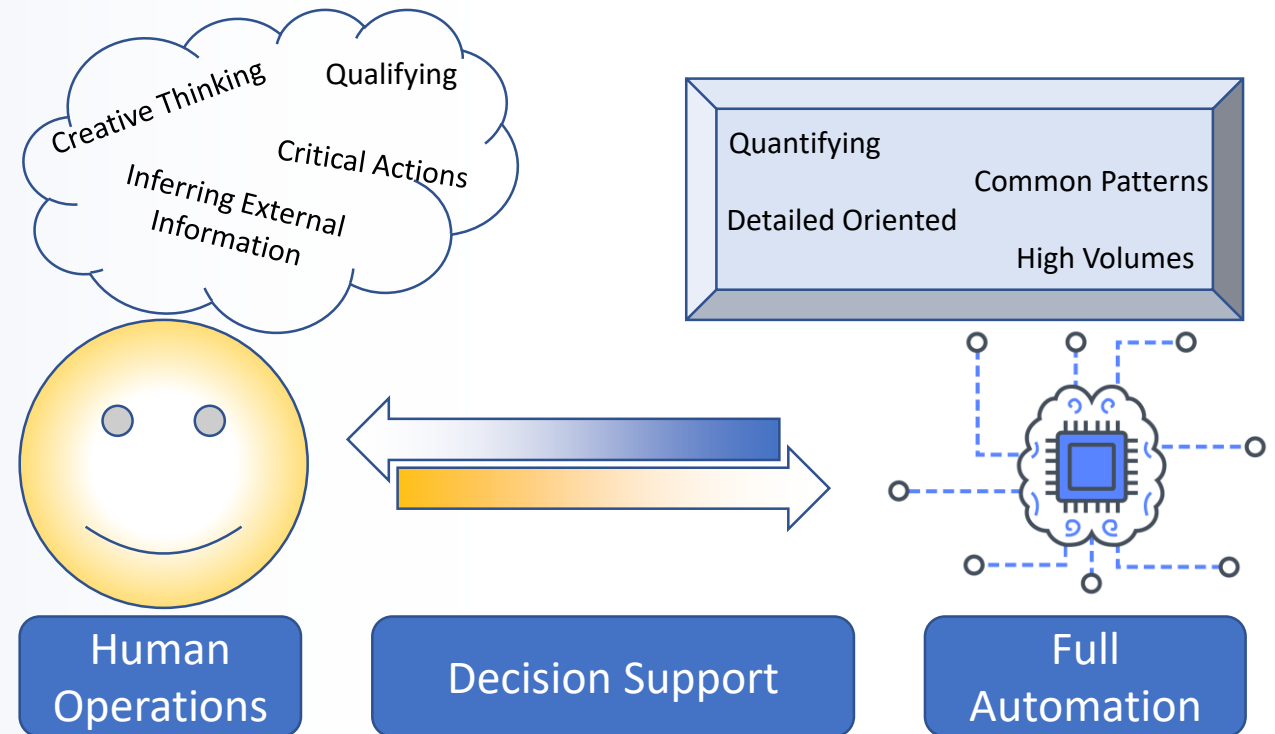 Creative Thinking
Qualifying
Critical Actions
Inferring External
Information
Quantifying
Common Patterns
Detailed Oriented
High Volumes
Human
Operations
Decision Support
Full
Automation